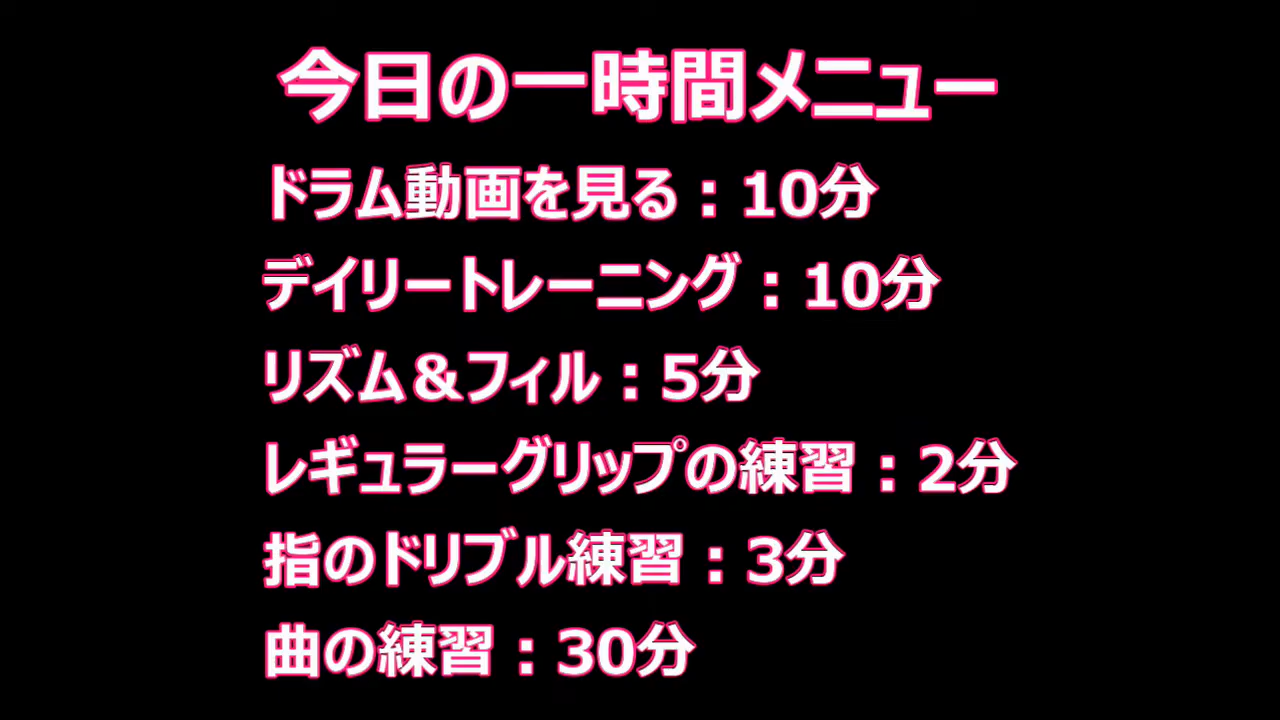 今日の一時間メニュー
ドラム動画を見る：10分
デイリートレーニング：10分
リズム＆フィル：5分
レギュラーグリップの練習：2分
指のドリブル練習：3分
曲の練習：30分